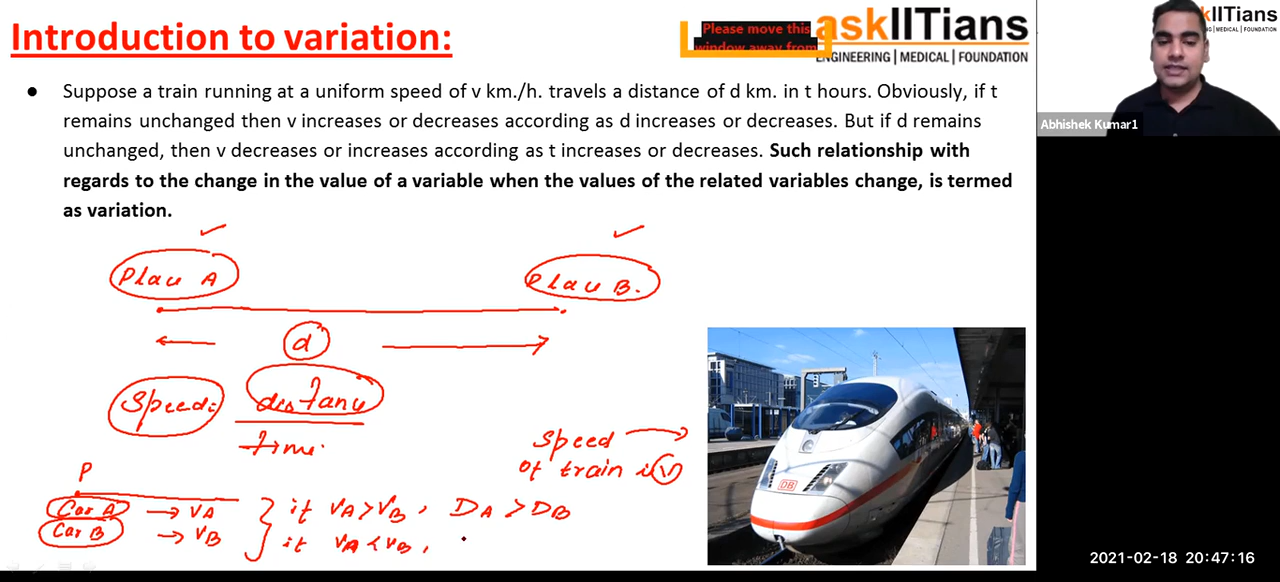 Introduction to variation:
Please move this
window away from
askIITians
ENGINEERING | MEDICAL | FOUNDATION
kIITians
G | MEDICAL | FOUNDATION
Abhishek Kumar1
● Suppose a train running at a uniform speed of v km./h. travels a distance of d km. in t hours. Obviously, if t
remains unchanged then v increases or decreases according as d increases or decreases. But if d remains
unchanged, then v decreases or increases according as t increases or decreases. Such relationship with
regards to the change in the value of a variable when the values of the related variables change, is termed
as variation.
Place A
Place B.
d
Speed:
distance
time.
Speed
of train is v
P
Car A → VA
Car B → VB
if VA > VB, DA > DB
if VA < VB,
DB
2021-02-18 20:47:16